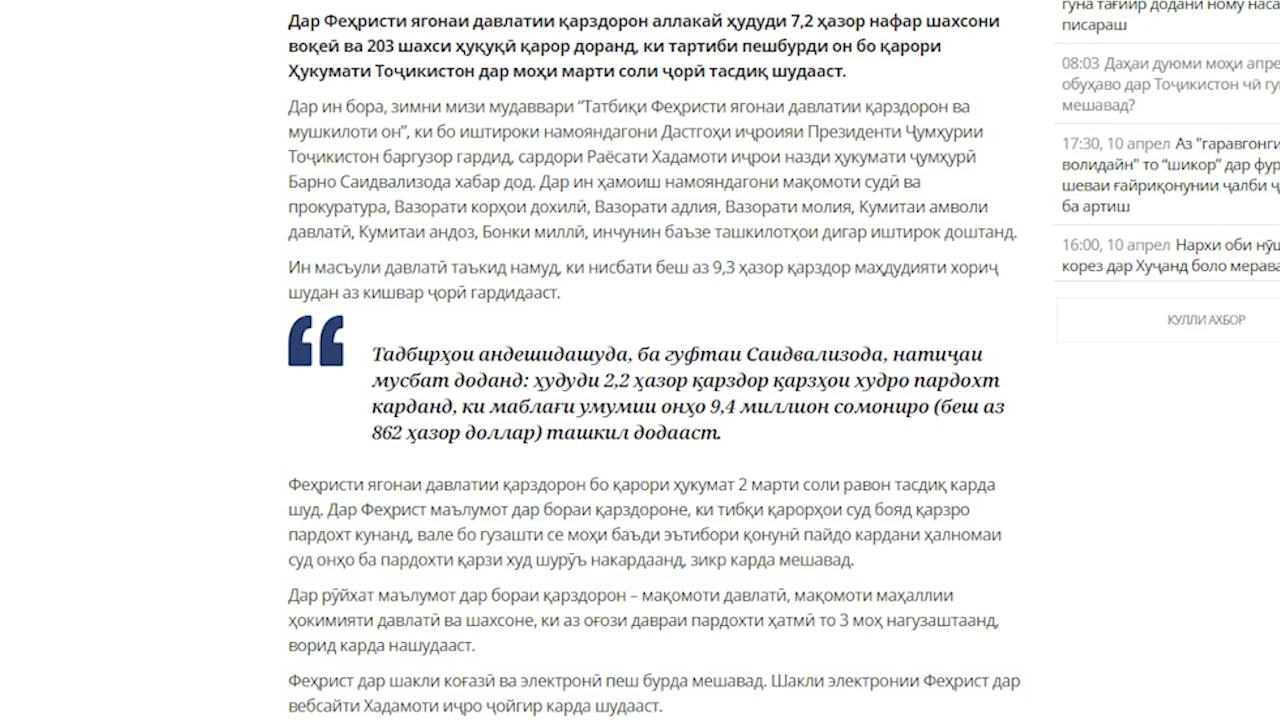 Дар Феҳристи ягонаи давлатии қарздорон аллакай ҳудуди 7,2 ҳазор нафар шахсони
воқеӣ ва 203 шахси ҳуқуқӣ қарор доранд, ки тартиби пешбурди он бо қарори
Ҳукумати Тоҷикистон дар моҳи марти соли ҷорӣ тасдиқ шудааст.
Дар ин бора, зимни мизи мудаввари “Татбиқи Феҳристи ягонаи давлатии қарздорон ва
мушкилоти он”, ки бо иштироки намояндагони Дастгоҳи иҷроияи Президенти Ҷумҳурии
Тоҷикистон баргузор гардид, сардори Раёсати Хадамоти иҷрои назди ҳукумати ҷумҳурӣ
Барно Саидвализода хабар дод. Дар ин ҳамоиш намояндагони мақомоти судӣ ва
прокуратура, Вазорати корҳои дохилӣ, Вазорати адлия, Вазорати молия, Кумитаи амволи
давлатӣ, Кумитаи андоз, Бонки миллӣ, инчунин баъзе ташкилотҳои дигар иштирок доштанд.
Ин масъули давлатӣ таъкид намуд, ки нисбати беш аз 9,3 ҳазор қарздор маҳдудияти хориҷ
шудан аз кишвар ҷорӣ гардидааст.
Тадбирҳои андешидашуда, ба гуфтаи Саидвализода, натиҷаи
мусбат доданд: ҳудуди 2,2 ҳазор қарздор қарзҳои худро пардохт
карданд, ки маблағи умумии онҳо 9,4 миллион сомониро (беш аз
862 ҳазор доллар) ташкил додааст.
Феҳристи ягонаи давлатии қарздорон бо қарори ҳукумат 2 марти соли равон тасдиқ карда
шуд. Дар Феҳрист маълумот дар бораи қарздороне, ки тибқи қарорҳои суд бояд қарзро
пардохт кунанд, вале бо гузашти се моҳи баъди эътибори қонунӣ пайдо кардани ҳалномаи
суд онҳо ба пардохти қарзи худ шурӯъ накардаанд, зикр карда мешавад.
Дар рӯйхат маълумот дар бораи қарздорон – мақомоти давлатӣ, мақомоти маҳаллии
ҳокимияти давлатӣ ва шахсоне, ки аз оғози давраи пардохти ҳатмӣ то 3 моҳ нагузаштаанд,
ворид карда нашудааст.
Феҳрист дар шакли коғазӣ ва электронӣ пеш бурда мешавад. Шакли электронии Феҳрист дар
вебсайти Хадамоти иҷро ҷойгир карда шудааст.
гуна тағйир додани ному
писараш
08:03 Даҳаи дуюми моҳи
обуҳаво дар Тоҷикистон чӣ
мешавад?
17:30, 10 апрел Аз
волидайн" то “шикор” дар
шеваи ғайриқонунии ҷалби
ба артиш
16:00, 10 апрел Нархи оби
корез дар Хуҷанд боло
КУЛЛИ АХБОР